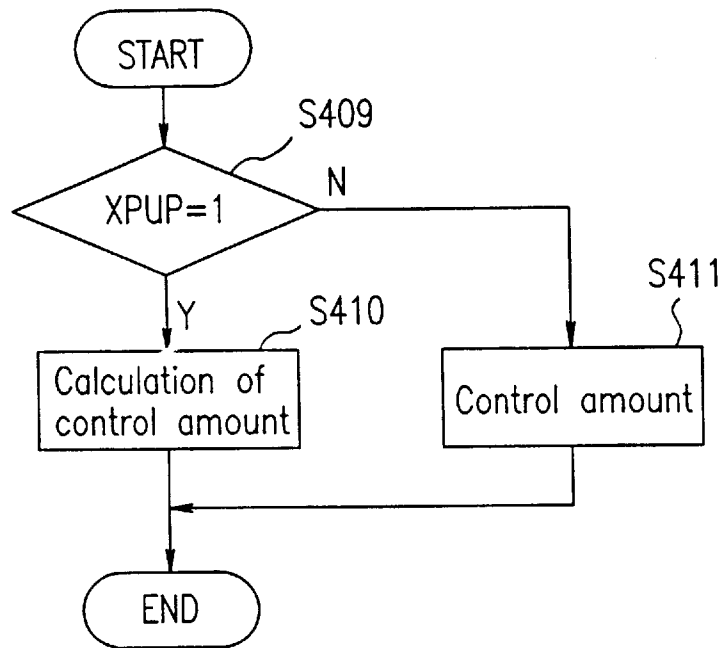 START
S409
XPUP=1
N
Y
S410
S411
Calculation of
control amount
Control amount
END